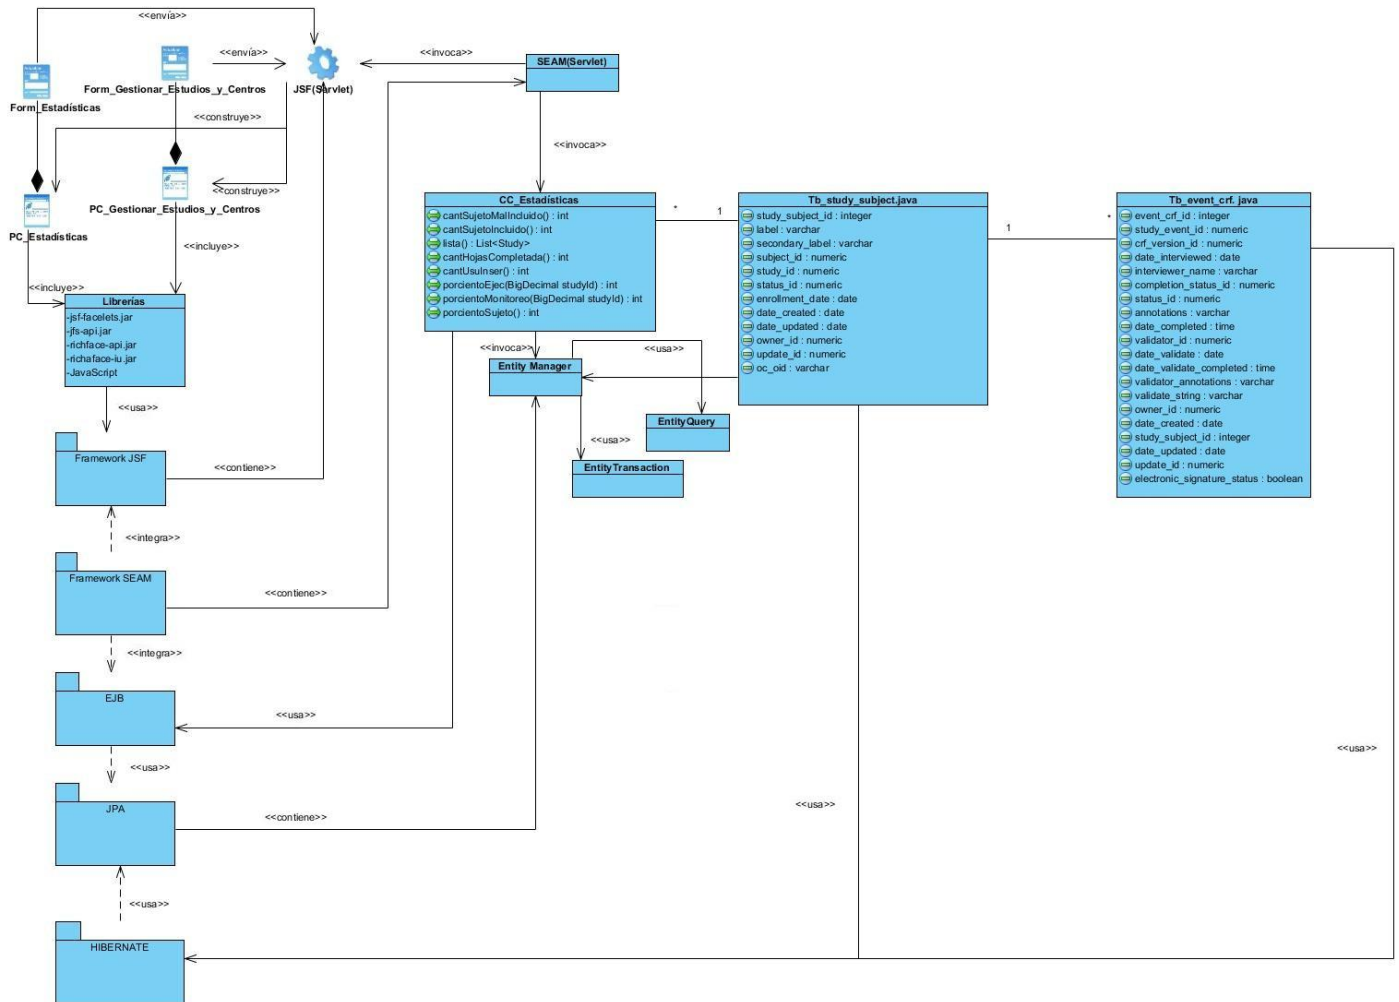 <<envía>>
<<envía>>
<<invoca>>
SEAM(Servlet)
Form_Estadísticas
Form_Gestionar_Estudios_y_Centros
JSF(Servlet)
<<construye>>
<<invoca>>
<<construye>>
PC_Gestionar_Estudios_y_Centros
PC_Estadísticas
<<incluye>>
<<incluye>>
CC_Estadísticas
cantSujetoMalIncluido() : int
cantSujetoIncluido() : int
lista() : List<Study>
cantHojasCompletada() : int
cantUsuInser() : int
porcientoEjec(BigDecimal studyId) : int
porcientoMonitoreo(BigDecimal studyId) : int
porcientoSujeto() : int
*
1
Tb_study_subject.java
study_subject_id : integer
label : varchar
secondary_label : varchar
subject_id : numeric
study_id : numeric
status_id : numeric
enrollment_date : date
date_created : date
date_updated : date
owner_id : numeric
update_id : numeric
oc_oid : varchar
1
*
Tb_event_crf. java
event_crf_id : integer
study_event_id : numeric
crf_version_id : numeric
date_interviewed : date
interviewer_name : varchar
completion_status_id : numeric
status_id : numeric
annotations : varchar
date_completed : time
validator_id : numeric
date_validate : date
date_validate_completed : time
validator_annotations : varchar
validate_string : varchar
owner_id : numeric
date_created : date
study_subject_id : integer
date_updated : date
update_id : numeric
electronic_signature_status : boolean
Librerías
-jsf-facelets.jar
-jfs-api.jar
-richface-api.jar
-richaface-iu.jar
-JavaScript
<<invoca>>
<<usa>>
Entity Manager
EntityQuery
<<usa>>
EntityTransaction
<<usa>>
Framework JSF
<<contiene>>
<<integra>>
Framework SEAM
<<contiene>>
<<integra>>
EJB
<<usa>>
<<usa>>
<<usa>>
JPA
<<contiene>>
<<usa>>
<<usa>>
HIBERNATE